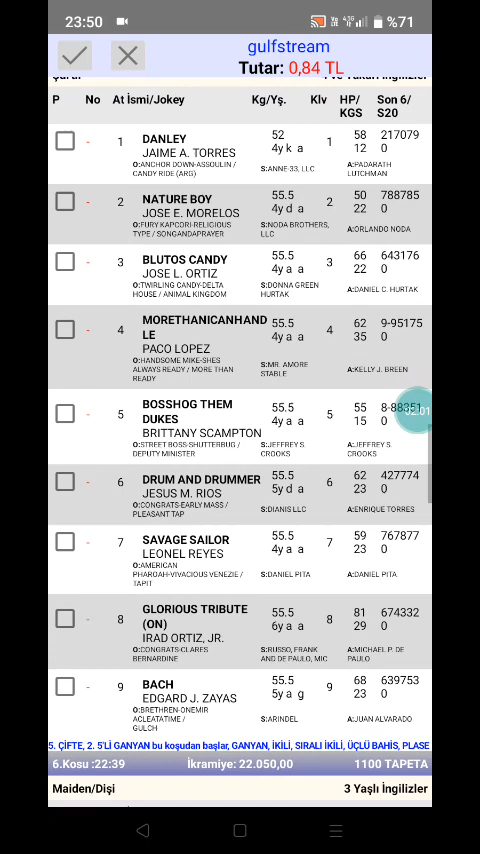 23:50 %71
gulfstream
Tutar: 0,84 TL
P No At İsmi/Jokey Kg/Yş. Klv HP/ KGS Son 6/ S20
- 1 DANLEY 52 1 58 217079
JAIME A. TORRES 4y k a 12 0
O:ANCHOR DOWN-ASSOULIN / S:ANNE-33, LLC A:PADARATH
CANDY RIDE (ARG) LUTCHMAN
- 2 NATURE BOY 55.5 2 50 788785
JOSE E. MORELOS 4y d a 22 0
O:FURY KAPCORI-RELIGIOUS S:NODA BROTHERS, A:ORLANDO NODA
TYPE / SONGANDAPRAYER LLC
- 3 BLUTOS CANDY 55.5 3 66 643176
JOSE L. ORTIZ 4y a a 22 0
O:TWIRLING CANDY-DELTA S:DONNA GREEN A:DANIEL C. HURTAK
HOUSE / ANIMAL KINGDOM HURTAK
- 4 MORETHANICANHAND 55.5 4 62 9-95175
LE 4y a a 35 0
PACO LOPEZ
O:HANDSOME MIKE-SHES S:MR. AMORE A:KELLY J. BREEN
ALWAYS READY / MORE THAN STABLE
READY
- 5 BOSSHOG THEM 55.5 5 55 8-88351
DUKES 4y a a 15 0
BRITTANY SCAMPTON
02:01
O:STREET BOSS-SHUTTERBUG / S:JEFFREY S. A:JEFFREY S.
DEPUTY MINISTER CROOKS CROOKS
- 6 DRUM AND DRUMMER 55.5 6 62 427774
JESUS M. RIOS 5y d a 23 0
O:CONGRATS-EARLY MASS / S:DIANIS LLC A:ENRIQUE TORRES
PLEASANT TAP
- 7 SAVAGE SAILOR 55.5 7 59 767877
LEONEL REYES 4y a a 23 0
O:AMERICAN
PHAROAH-VIVACIOUS VENEZIE / S:DANIEL PITA A:DANIEL PITA
TAPIT
- 8 GLORIOUS TRIBUTE 55.5 8 81 674332
(ON) 6y a a 29 0
IRAD ORTIZ, JR.
O:CONGRATS-CLARES S:RUSSO, FRANK A:MICHAEL P. DE
BERNARDINE AND DE PAULO, MIC PAULO
- 9 BACH 55.5 9 68 639753
EDGARD J. ZAYAS 5y a g 23 0
O:BRETHREN-ONEMIR
ACLEATATIME / S:ARINDEL A:JUAN ALVARADO
GULCH
5. ÇİFTE, 2. 5'Lİ GANYAN bu koşudan başlar, GANYAN, İKİLİ, SIRALI İKİLİ, ÜÇLÜ BAHİS, PLASE
6.Kosu :22:39 İkramiye: 22.050,00 1100 TAPETA
Maiden/Dişi 3 Yaşlı İngilizler